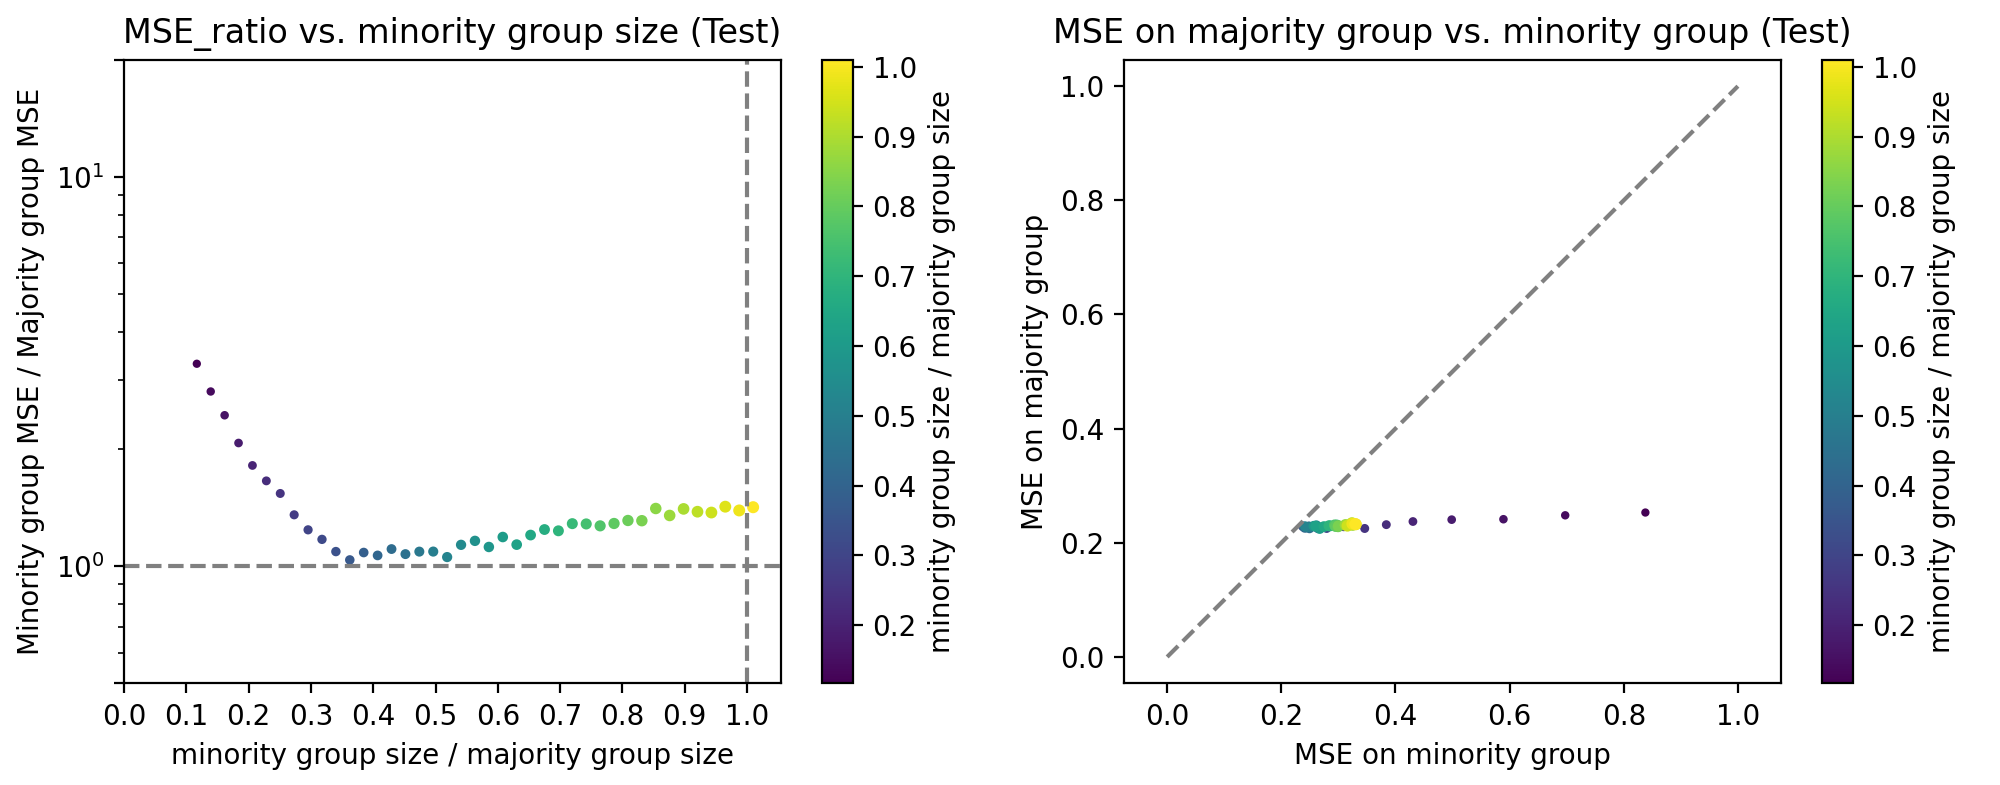 MSE_ratio vs. minority group size (Test)
Minority group MSE / Majority group MSE
10¹
10⁰
0.0 0.1 0.2 0.3 0.4 0.5 0.6 0.7 0.8 0.9 1.0
minority group size / majority group size
1.0
0.9
0.8
0.7
0.6
0.5
0.4
0.3
0.2
minority group size / majority group size
MSE on majority group vs. minority group (Test)
MSE on majority group
1.0
0.8
0.6
0.4
0.2
0.0
0.0 0.2 0.4 0.6 0.8 1.0
MSE on minority group
1.0
0.9
0.8
0.7
0.6
0.5
0.4
0.3
0.2
minority group size / majority group size